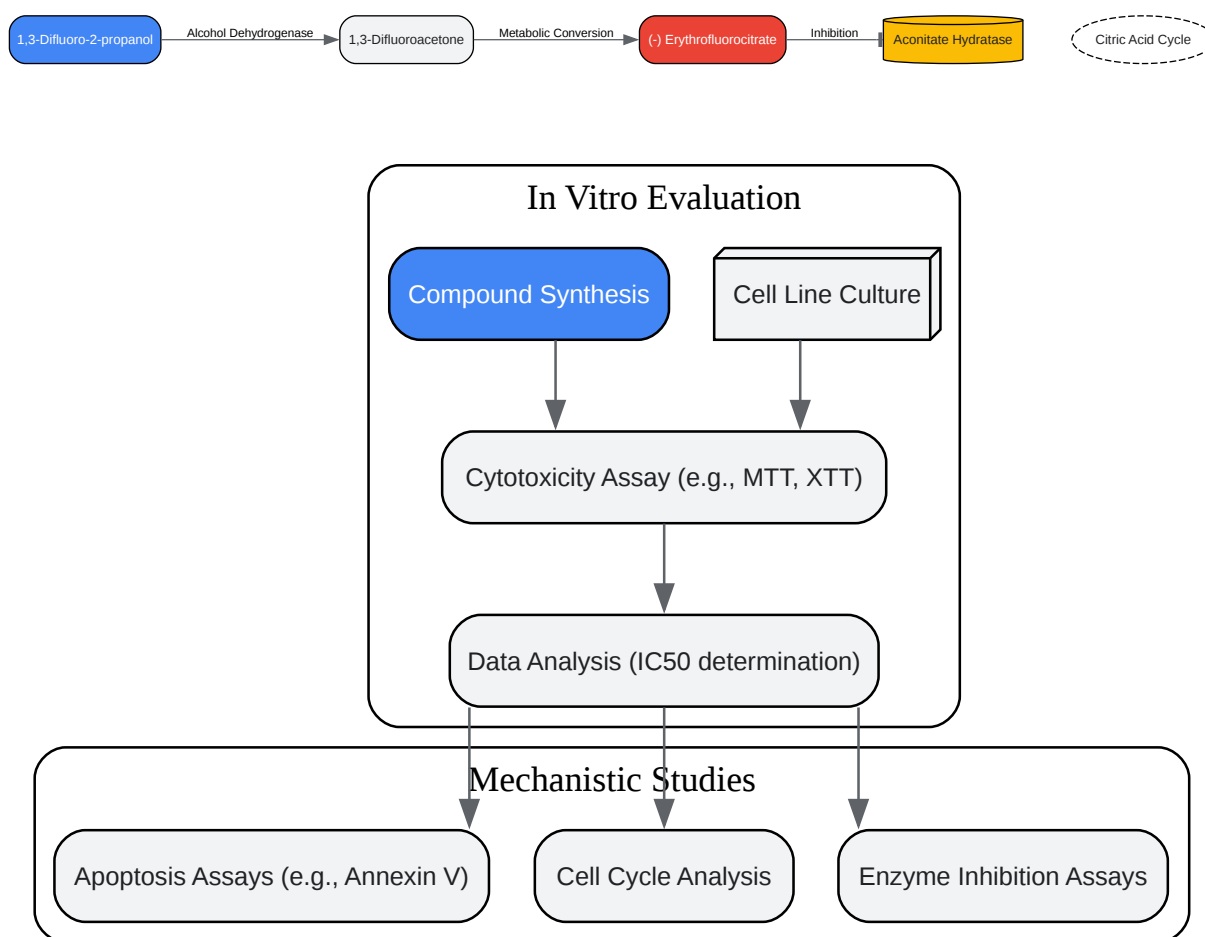 1,3-Difluoro-2-propanol
Alcohol Dehydrogenase
1,3-Difluoroacetone
Metabolic Conversion
(-) Erythrofluorocitrate
Inhibition
Aconitate Hydratase
Citric Acid Cycle
In Vitro Evaluation
Compound Synthesis
Cell Line Culture
Cytotoxicity Assay (e.g., MTT, XTT)
Data Analysis (IC50 determination)
Mechanistic Studies
Apoptosis Assays (e.g., Annexin V)
Cell Cycle Analysis
Enzyme Inhibition Assays